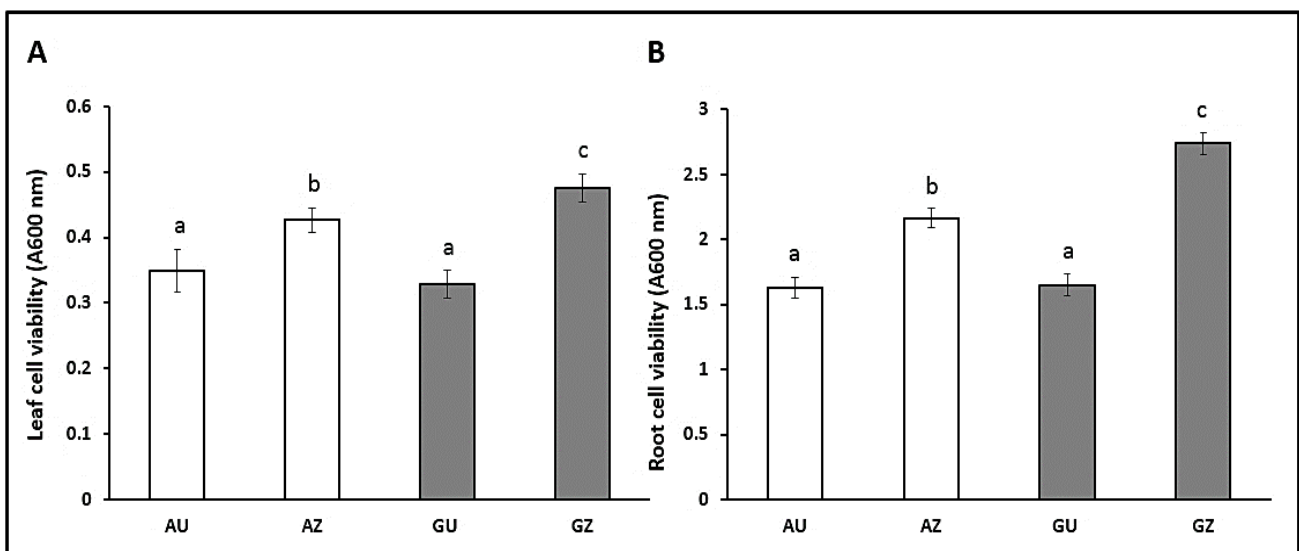 A
Leaf cell viability (A600 nm)
0.6
0.5
0.4
0.3
0.2
0.1
0
a
b
a
c
AU AZ GU GZ
B
Root cell viability (A600 nm)
3
2.5
2
1.5
1
0.5
0
a
b
a
c
AU AZ GU GZ